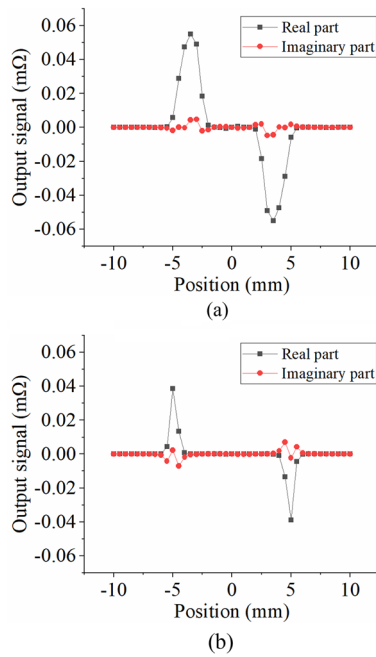 0.06
0.04
0.02
0.00
-0.02
-0.04
-0.06
Output signal (mΩ)
Real part
Imaginary part
-10 -5 0 5 10
Position (mm)
(a)
0.06
0.04
0.02
0.00
-0.02
-0.04
-0.06
Output signal (mΩ)
Real part
Imaginary part
-10 -5 0 5 10
Position (mm)
(b)